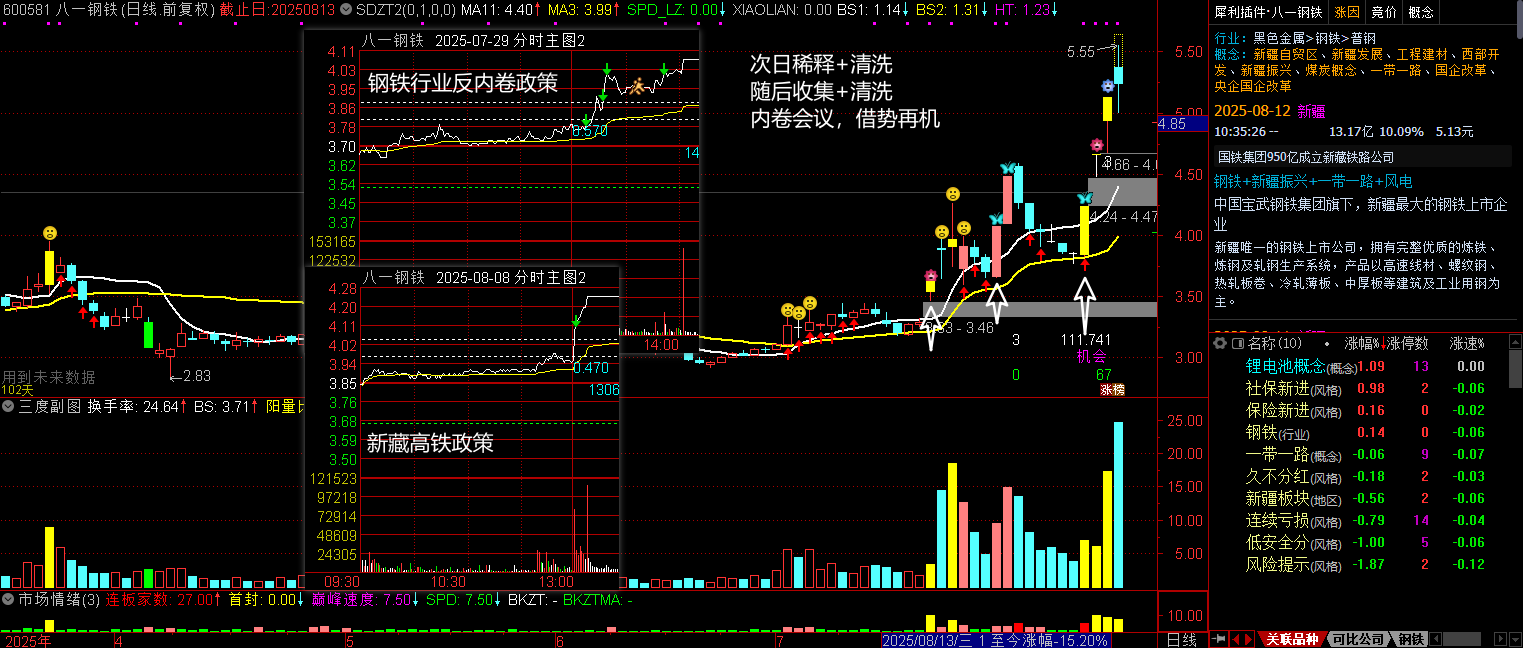 600581 八一钢铁(日线.前复权) 截止日:20250813 SDZT2(0,1,0,0) MA11: 4.40↑ MA3: 3.99↑ SPD_LZ: 0.00↓ XIAOLIAN: 0.00 BS1: 1.14↓ BS2: 1.31↓ HT: 1.23↓
八一钢铁 2025-07-29 分时主图2
4.11
4.03
3.95
3.86
3.78
3.70
3.62
3.54
3.45
3.37
153165
122532
钢铁行业反内卷政策
0.570
14
14:00
八一钢铁 2025-08-08 分时主图2
4.28
4.20
4.11
4.02
3.94
3.85
3.76
3.68
3.59
3.50
121523
97218
72914
48609
24305
0.470
1306
新藏高铁政策
09:30 10:30 13:00
次日稀释+清洗
随后收集+清洗
内卷会议，借势再机
5.55
5.50
5.00
4.85
4.50
4.00
3.50
3.00
4.24 - 4.47
3 111.741
机会
0 67
涨榜
←2.83
用到未来数据
102天
三度副图 换手率: 24.64↑ BS: 3.71↑ 阳量比
25.00
20.00
15.00
10.00
5.00
市场情绪(3) 连板家数: 27.00↑ 首封: 0.00↓ 巅峰速度: 7.50↓ SPD: 7.50↓ BKZT: - BKZTMA: -
10.00
2025年 4 5 6 7 2025/08/13/三 1 至今涨幅-15.20% 日线
犀利插件·八一钢铁 涨因 竞价 概念
行业: 黑色金属>钢铁>普钢
概念: 新疆自贸区、新疆发展、工程建材、西部开
发、新疆振兴、煤炭概念、一带一路、国企改革、
央企国企改革
2025-08-12 新疆
10:35:26 -- 13.17亿 10.09% 5.13元
国铁集团950亿成立新藏铁路公司
钢铁+新疆振兴+一带一路+风电
中国宝武钢铁集团旗下，新疆最大的钢铁上市企
业
新疆唯一的钢铁上市公司，拥有完整优质的炼铁、
炼钢及轧钢生产系统，产品以高速线材、螺纹钢、
热轧板卷、冷轧薄板、中厚板等建筑及工业用钢为
主。
名称(10) 涨幅%↓ 涨停数 涨速%
锂电池概念(概念) 1.09 13 0.00
社保新进(风格) 0.98 2 -0.06
保险新进(风格) 0.16 0 -0.02
钢铁(行业) 0.14 0 -0.06
一带一路(概念) -0.06 9 -0.07
久不分红(风格) -0.18 2 -0.03
新疆板块(地区) -0.56 2 -0.06
连续亏损(风格) -0.79 14 -0.04
低安全分(风格) -1.00 5 -0.06
风险提示(风格) -1.87 2 -0.12
关联品种 可比公司 钢铁